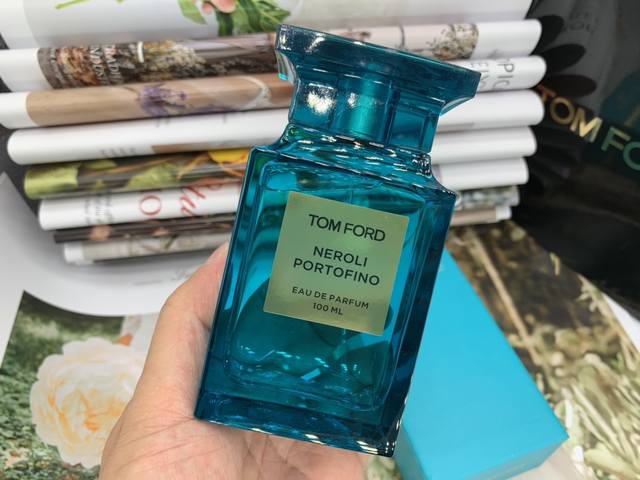 TOM FORD
NEROLI
PORTOFINO
EAU DE PARFUM
100 ML
TOM FO